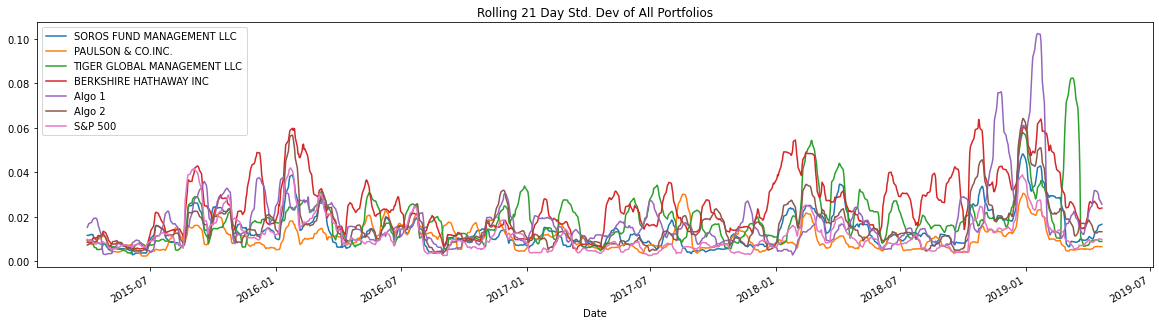 Rolling 21 Day Std. Dev of All Portfolios
0.10
0.08
0.06
0.04
0.02
0.00
SOROS FUND MANAGEMENT LLC
PAULSON & CO.INC.
TIGER GLOBAL MANAGEMENT LLC
BERKSHIRE HATHAWAY INC
Algo 1
Algo 2
S&P 500
2015-07
2016-01
2016-07
2017-01
2017-07
2018-01
2018-07
2019-01
2019-07
Date